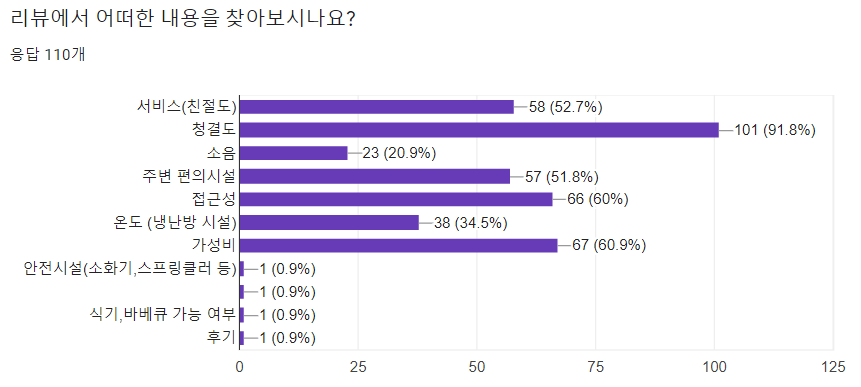 리뷰에서 어떠한 내용을 찾아보시나요?
응답 110개
서비스(친절도) 58 (52.7%)
청결도 101 (91.8%)
소음 23 (20.9%)
주변 편의시설 57 (51.8%)
접근성 66 (60%)
온도 (냉난방 시설) 38 (34.5%)
가성비 67 (60.9%)
안전시설(소화기,스프링클러 등) 1 (0.9%)
1 (0.9%)
식기,바베큐 가능 여부 1 (0.9%)
후기 1 (0.9%)
0 25 50 75 100 125